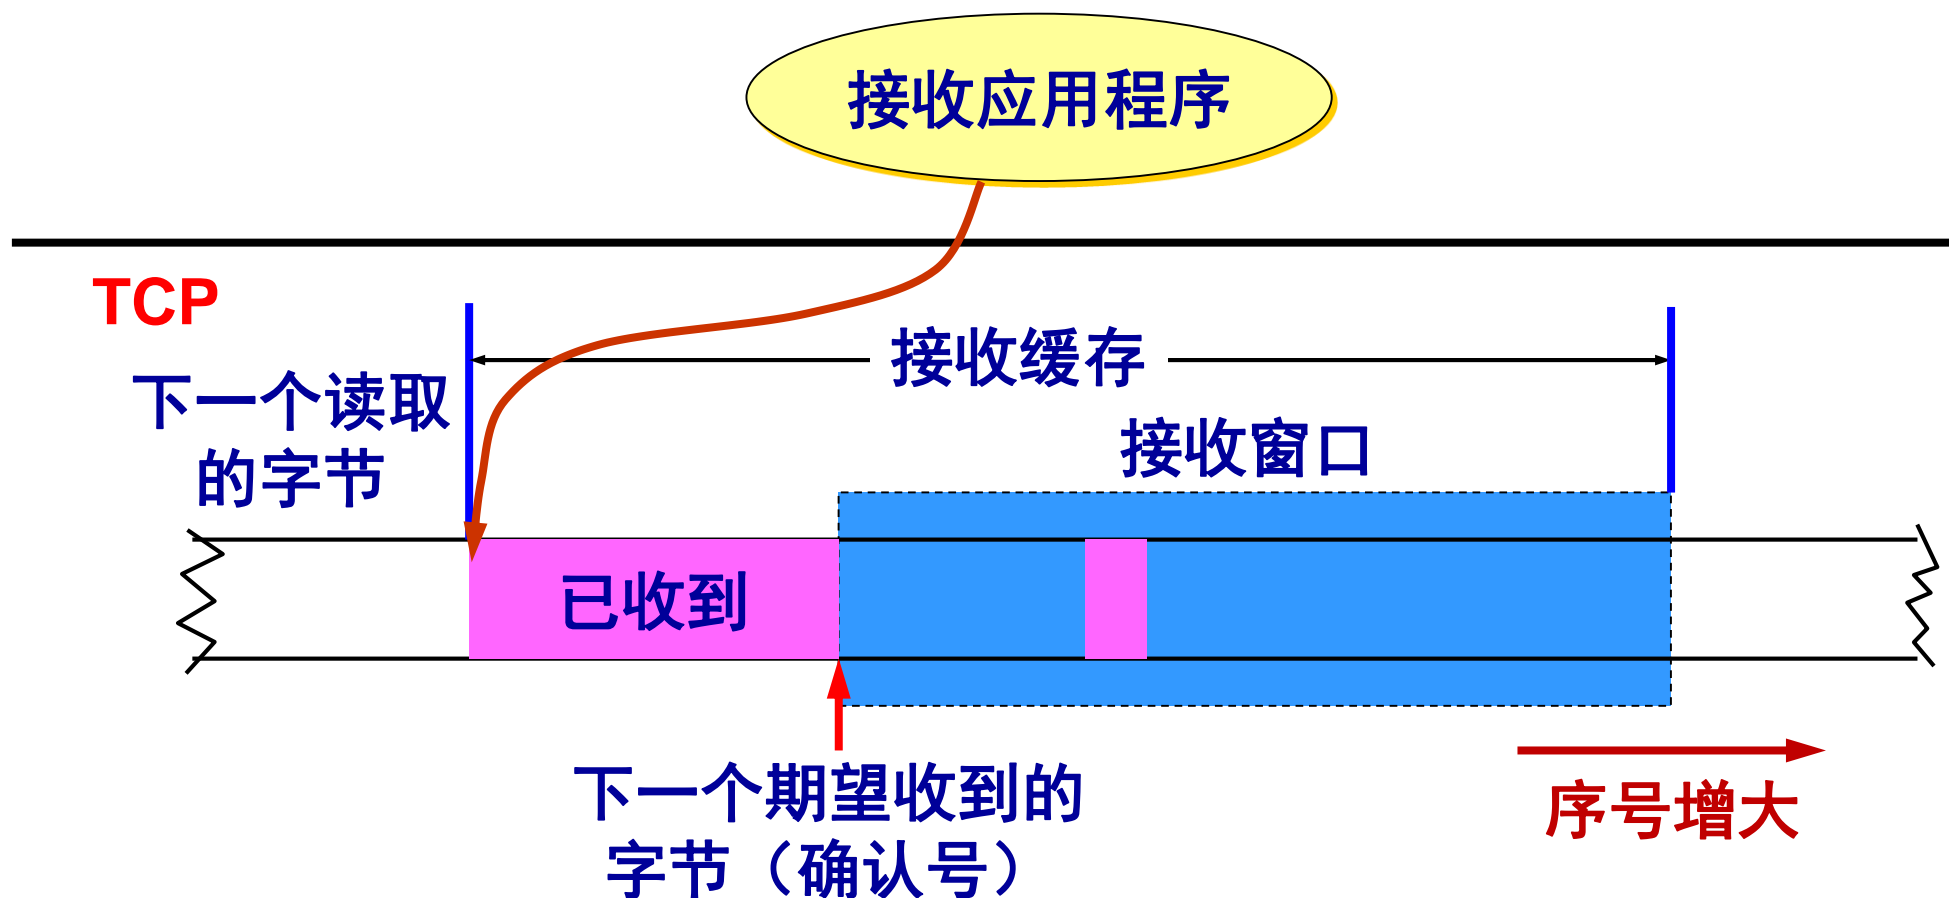 接收应用程序
TCP
接收缓存
下一个读取
的字节
接收窗口
已收到
下一个期望收到的
字节（确认号）
序号增大